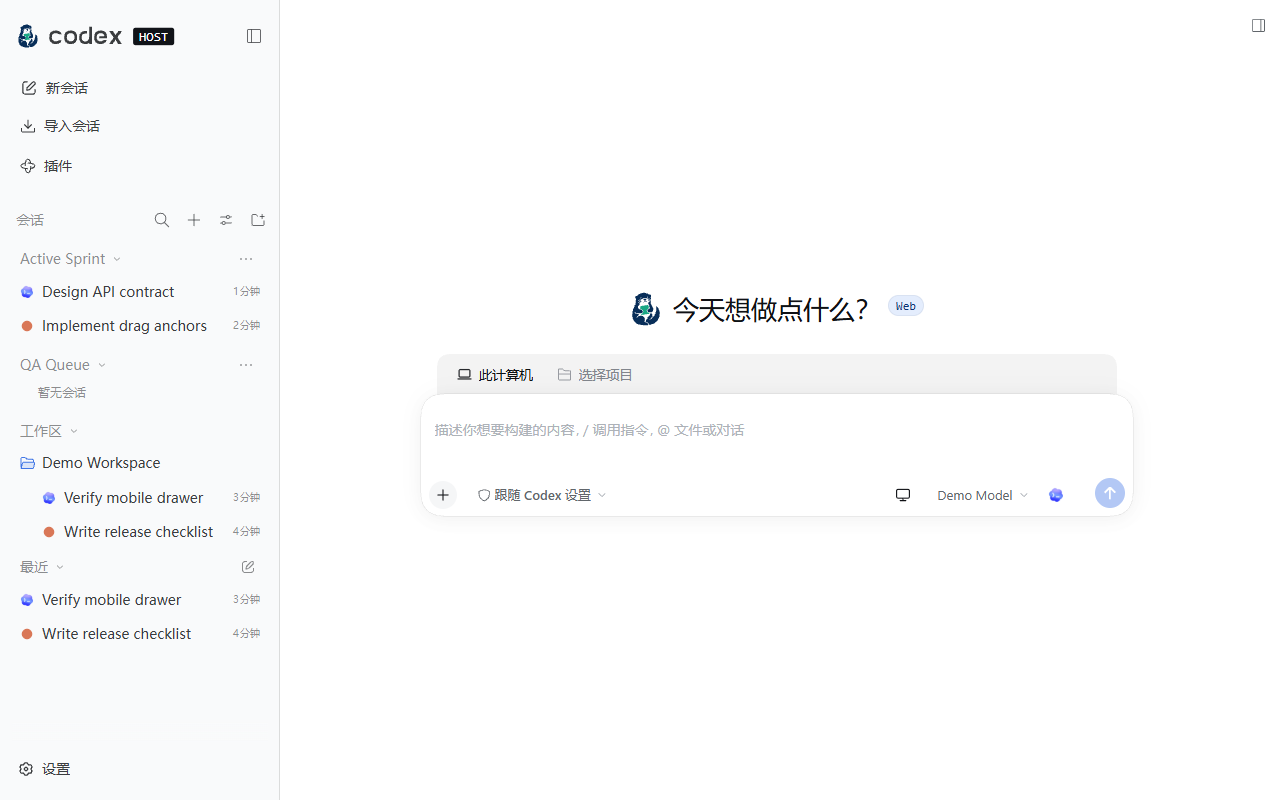 codex HOST
新会话
导入会话
插件
会话
Active Sprint
Design API contract 1分钟
Implement drag anchors 2分钟
QA Queue
暂无会话
工作区
Demo Workspace
Verify mobile drawer 3分钟
Write release checklist 4分钟
最近
Verify mobile drawer 3分钟
Write release checklist 4分钟
设置
今天想做点什么？ Web
此计算机 选择项目
描述你想要构建的内容, / 调用指令, @ 文件或对话
跟随 Codex 设置 Demo Model